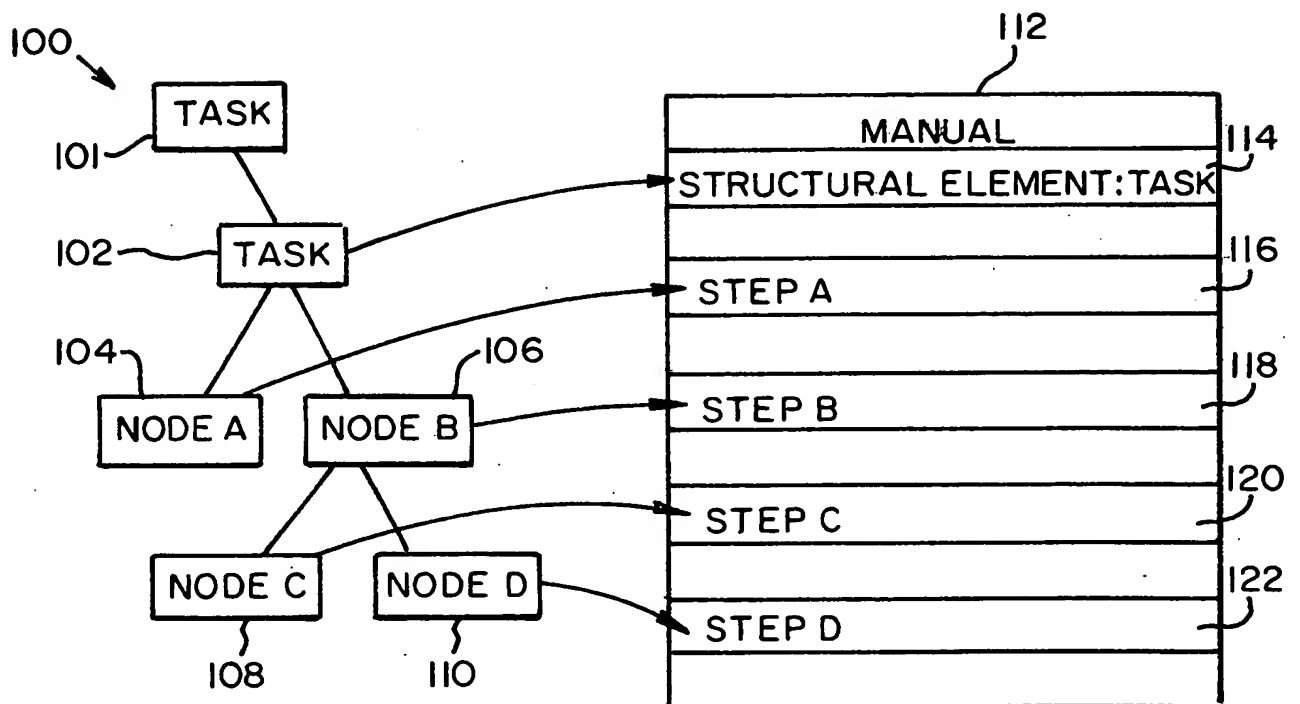 100
TASK
101
102
TASK
104
106
NODE A
NODE B
NODE C
NODE D
108
110
112
MANUAL
114
STRUCTURAL ELEMENT:TASK
116
STEP A
118
STEP B
120
STEP C
122
STEP D